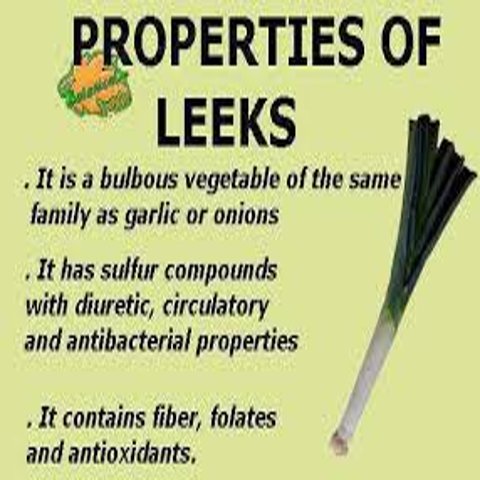 PROPERTIES OF
LEEKS
. It is a bulbous vegetable of the same
family as garlic or onions
. It has sulfur compounds
with diuretic, circulatory
and antibacterial properties
. It contains fiber, folates
and antioxidants.